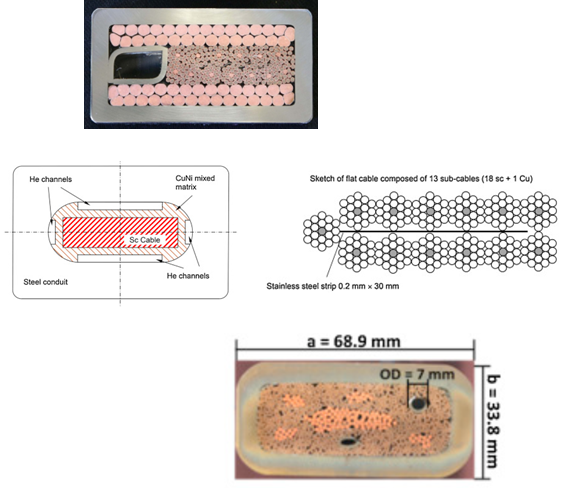 He channels
CuNi mixed
matrix
Sc Cable
He channels
Steel conduit
Sketch of flat cable composed of 13 sub-cables (18 sc + 1 Cu)
Stainless steel strip 0.2 mm × 30 mm
a = 68.9 mm
OD = 7 mm
b = 33.8 mm